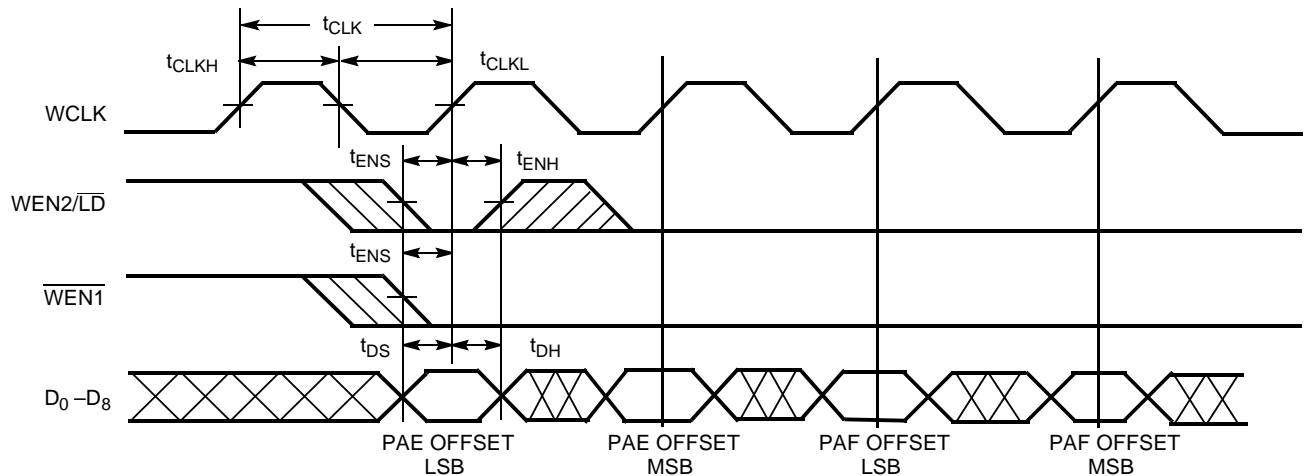 tCLK
tCLKH
tCLKL
WCLK
tENS
tENH
WEN2/LD
tENS
WEN1
tDS
tDH
D0 –D8
PAE OFFSET
LSB
PAE OFFSET
MSB
PAF OFFSET
LSB
PAF OFFSET
MSB